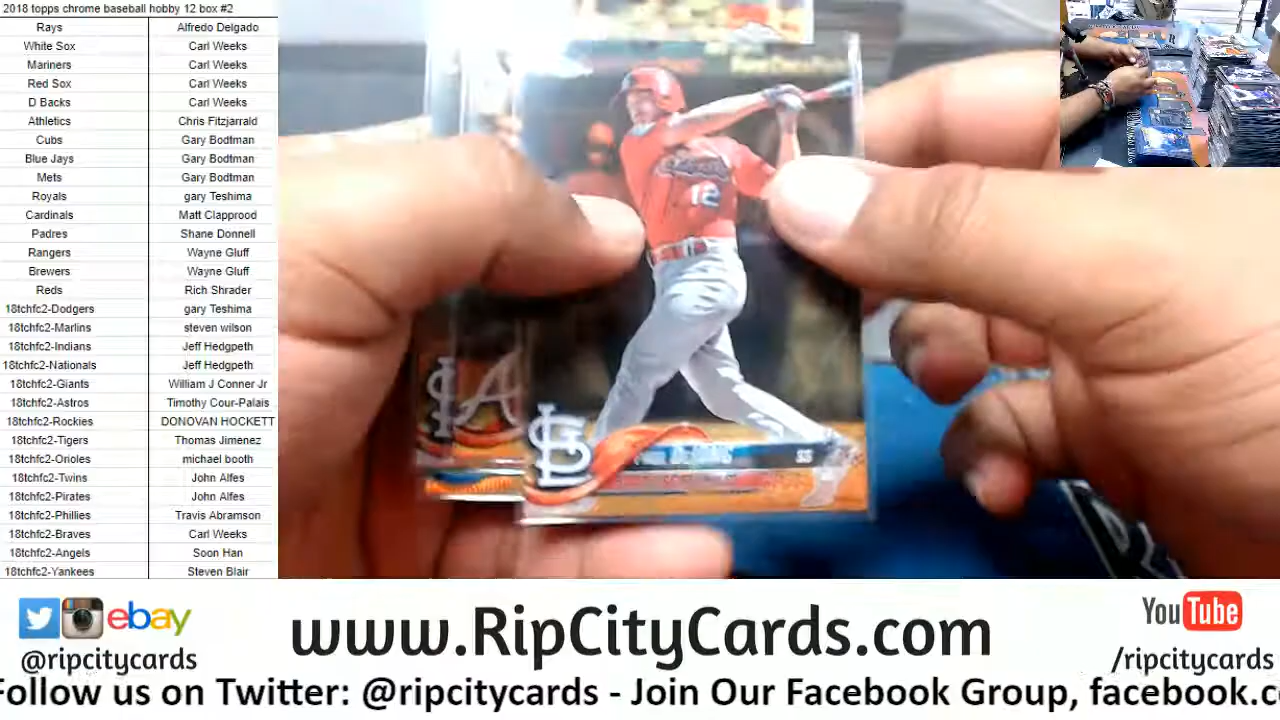 2018 topps chrome baseball hobby 12 box #2
Rays Alfredo Delgado
White Sox Carl Weeks
Mariners Carl Weeks
Red Sox Carl Weeks
D Backs Carl Weeks
Athletics Chris Fitzjarrald
Cubs Gary Bodtman
Blue Jays Gary Bodtman
Mets Gary Bodtman
Royals gary Teshima
Cardinals Matt Clapprood
Padres Shane Donnell
Rangers Wayne Gluff
Brewers Wayne Gluff
Reds Rich Shrader
18tchfc2-Dodgers gary Teshima
18tchfc2-Marlins steven wilson
18tchfc2-Indians Jeff Hedgpeth
18tchfc2-Nationals Jeff Hedgpeth
18tchfc2-Giants William J Conner Jr
18tchfc2-Astros Timothy Cour-Palais
18tchfc2-Rockies DONOVAN HOCKETT
18tchfc2-Tigers Thomas Jimenez
18tchfc2-Orioles michael booth
18tchfc2-Twins John Alfes
18tchfc2-Pirates John Alfes
18tchfc2-Phillies Travis Abramson
18tchfc2-Braves Carl Weeks
18tchfc2-Angels Soon Han
18tchfc2-Yankees Steven Blair
12
SS
ebay
@ripcitycards
www.RipCityCards.com
YouTube
/ripcitycards
Follow us on Twitter: @ripcitycards - Join Our Facebook Group, facebook.c